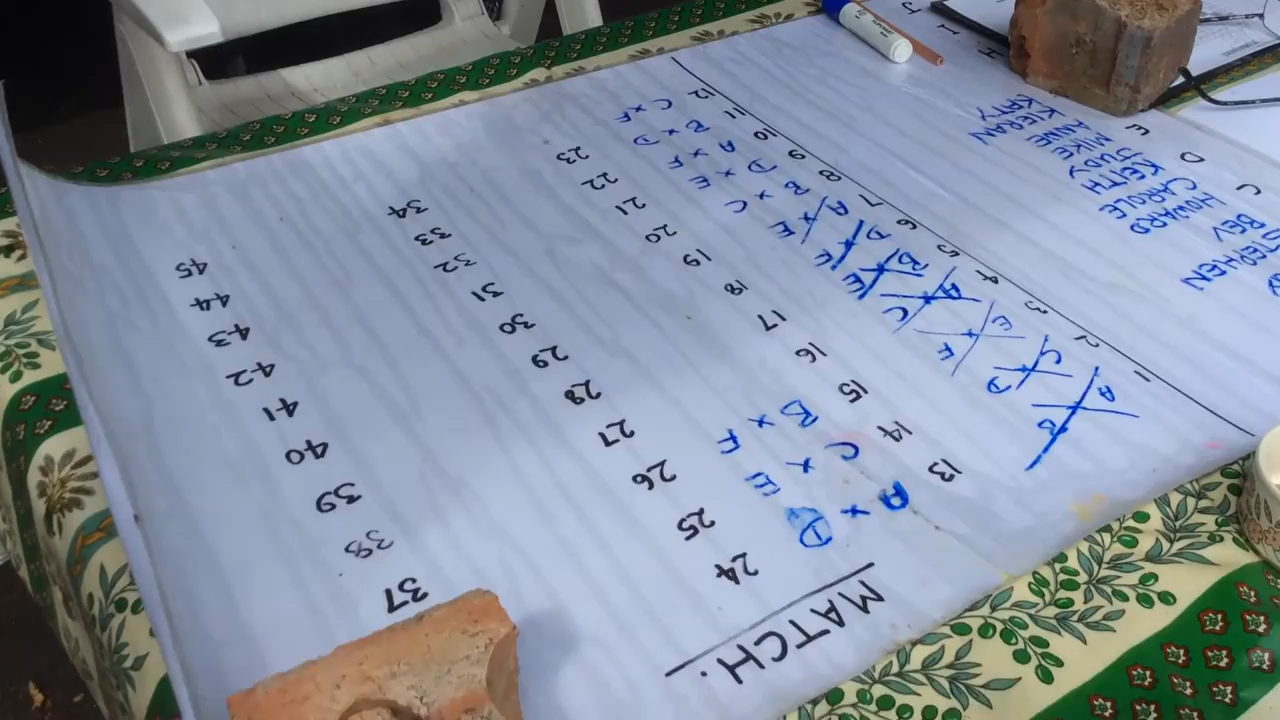 MATCH.
STEPHEN
BEV
C HOWARD
CAROLE
D KEITH
JUDY
E MIKE
ANNE
KIERAN
KATY
H
I
J
1 A x B
2 C x D
3 E x F
4 A x C
5 B x E
6 D x F
7 A x E
8 B x C
9 D x E
10 A x F
11 B x D
12 C x F
13 A x D
14 C x E
15 B x F
16
17
18
19
20
21
22
23
24
25
26
27
28
29
30
31
32
33
34
37
38
39
40
41
42
43
44
45